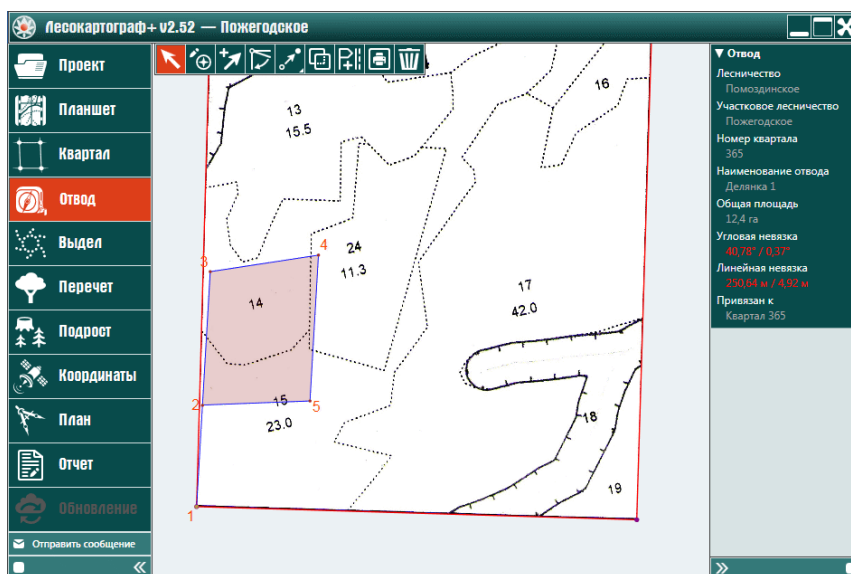 Лесокартограф+ v2.52 — Пожегодское
Проект
Планшет
Квартал
Отвод
Выдел
Перечет
Подрост
Координаты
План
Отчет
Обновление
Отправить сообщение
13
15.5
16
24
11.3
14
17
42.0
15
23.0
18
19
1
2
3
4
5
Отвод
Лесничество
Помоздинское
Участковое лесничество
Пожегодское
Номер квартала
365
Наименование отвода
Делянка 1
Общая площадь
12,4 га
Угловая невязка
40,78° / 0,37°
Линейная невязка
250,64 м / 4,92 м
Привязан к
Квартал 365